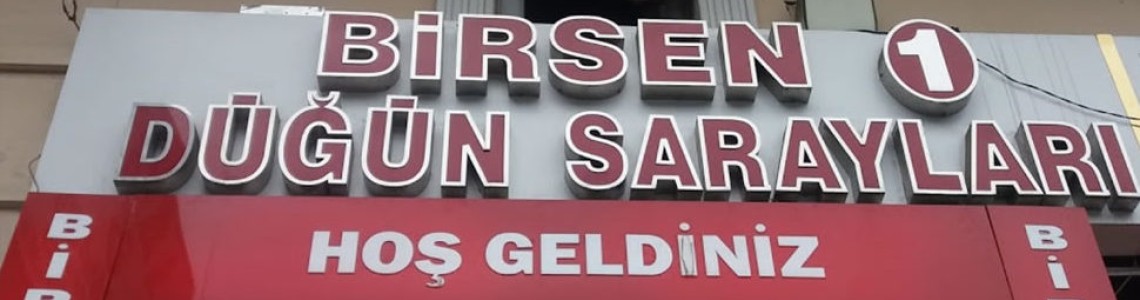 BİRSEN 1
DÜĞÜN SARAYLARI
HOŞ GELDİNİZ